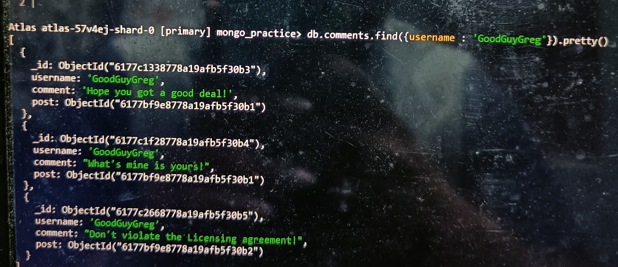 2 |
Atlas atlas-57v4ej-shard-0 [primary] mongo_practice> db.comments.find({username : 'GoodGuyGreg'}).pretty()
[
  {
    _id: ObjectId("6177c1338778a19afb5f30b3"),
    username: 'GoodGuyGreg',
    comment: 'Hope you got a good deal!',
    post: ObjectId("6177bf9e8778a19afb5f30b1")
  },
  {
    _id: ObjectId("6177c1f28778a19afb5f30b4"),
    username: 'GoodGuyGreg',
    comment: "What's mine is yours!",
    post: ObjectId("6177bf9e8778a19afb5f30b1")
  },
  {
    _id: ObjectId("6177c2668778a19afb5f30b5"),
    username: 'GoodGuyGreg',
    comment: "Don't violate the Licensing agreement!",
    post: ObjectId("6177bf9e8778a19afb5f30b2")
  }